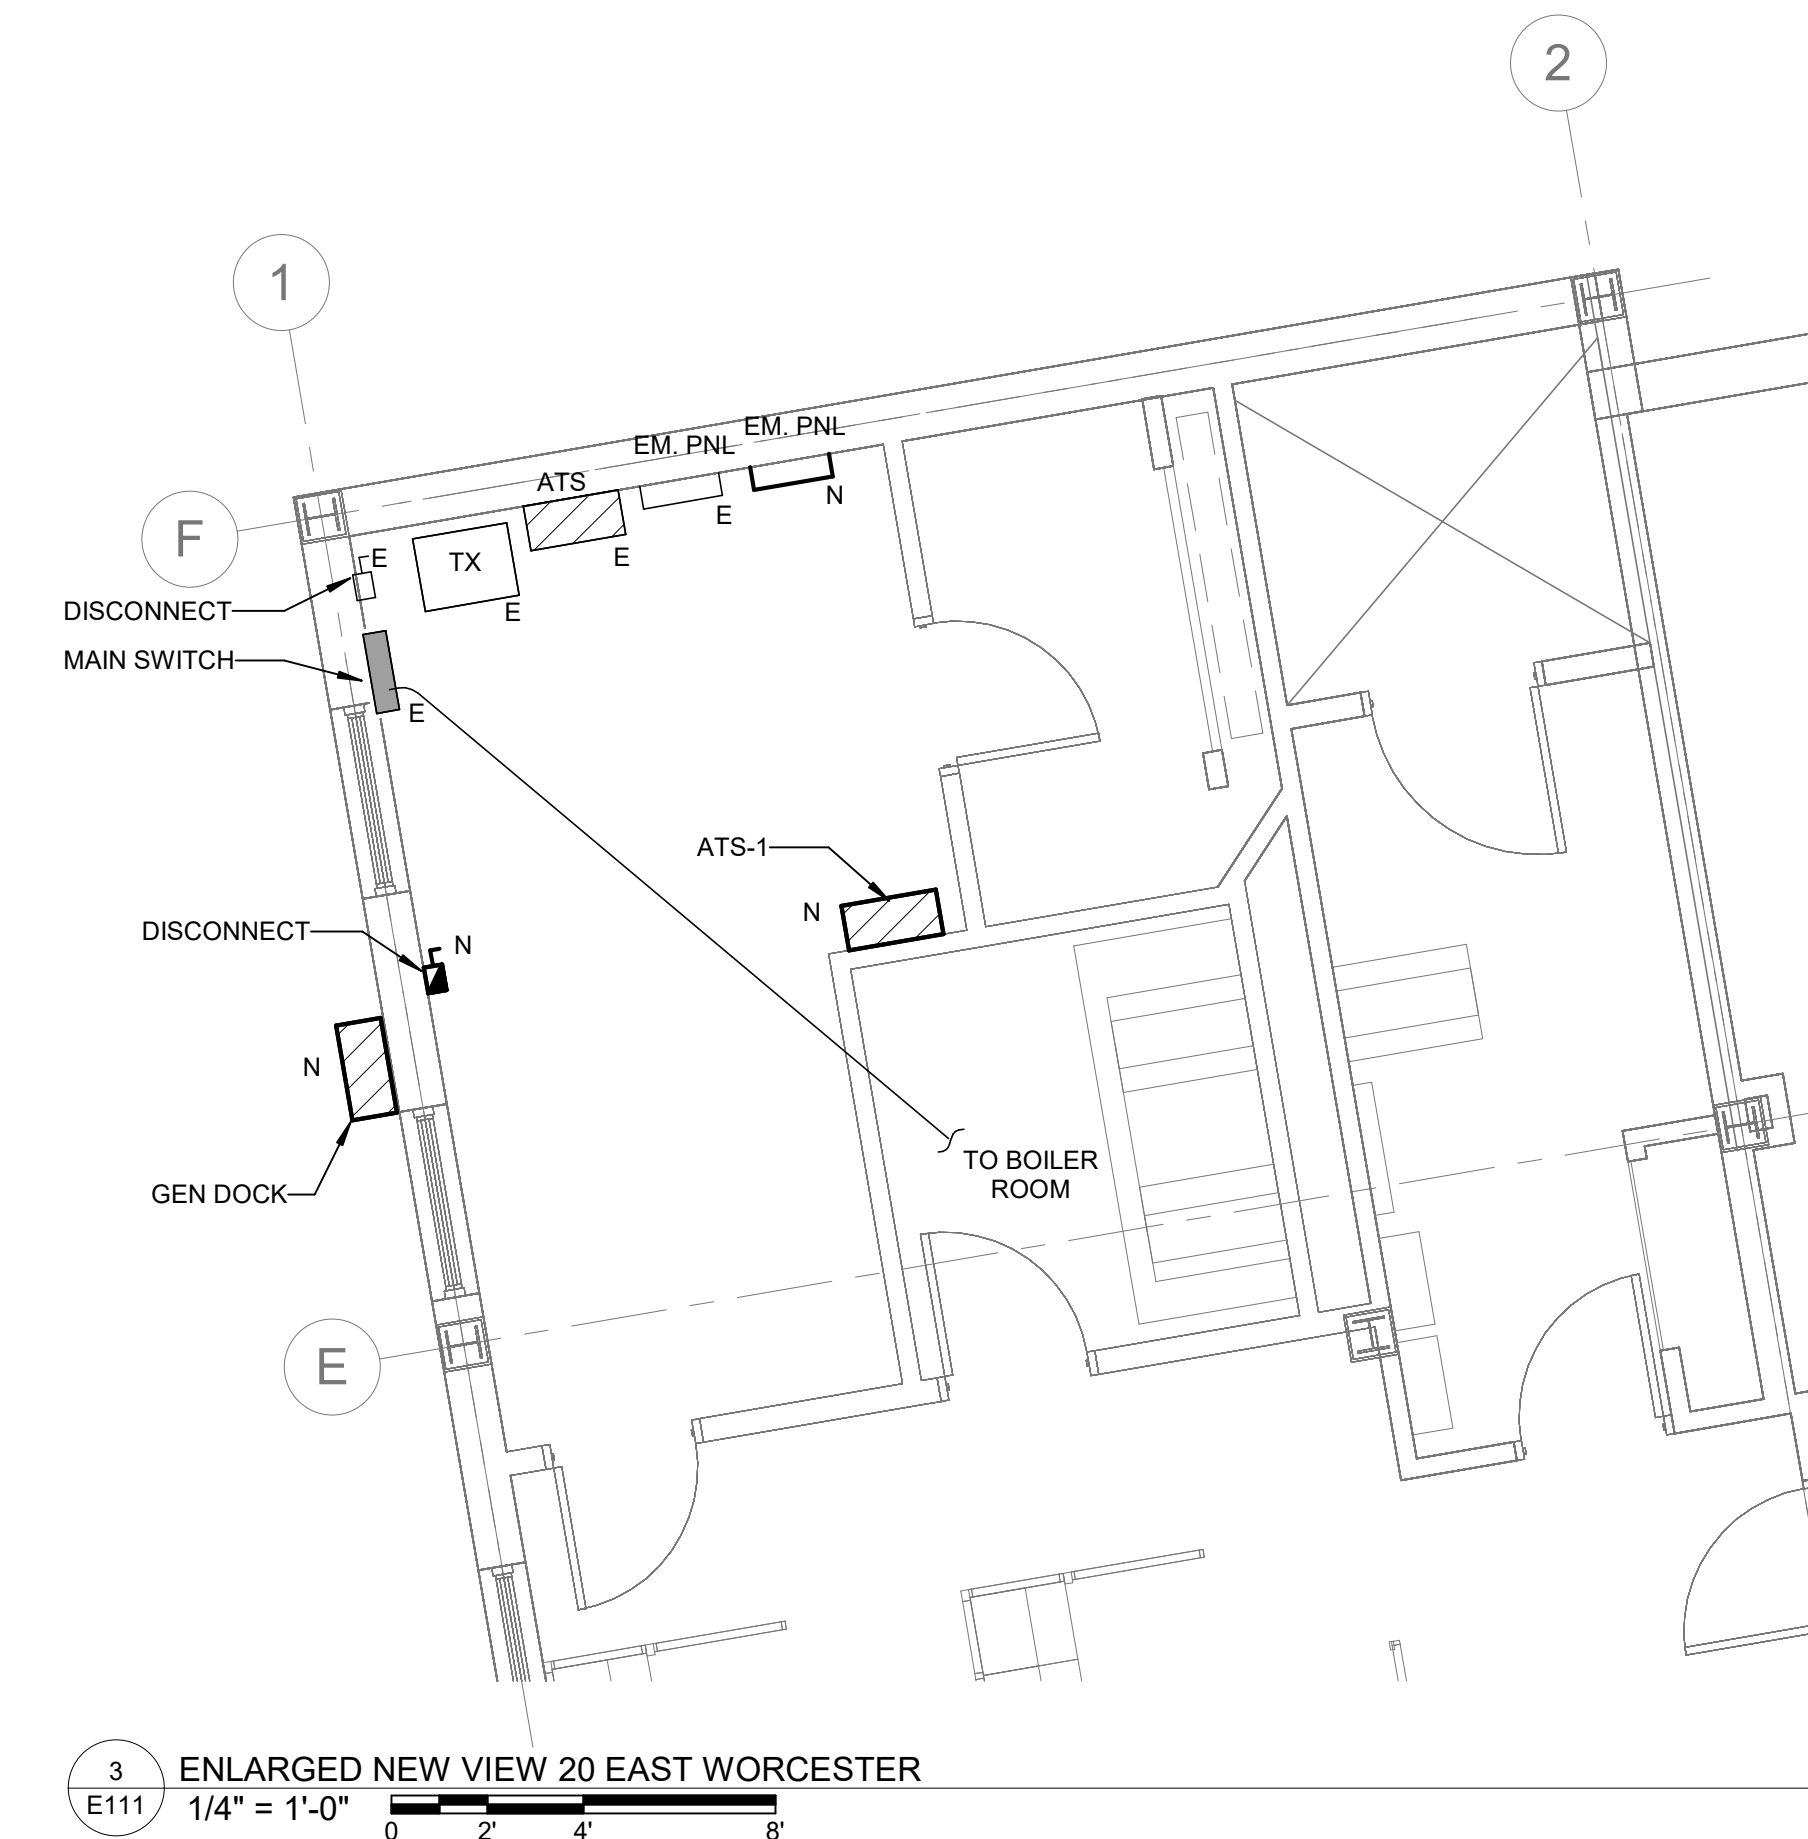 2
1
EM. PNL
EM. PNL
ATS
N
E
F
E
TX
E
DISCONNECT
E
MAIN SWITCH
E
ATS-1
N
DISCONNECT
N
N
TO BOILER
ROOM
GEN DOCK
E
3
ENLARGED NEW VIEW 20 EAST WORCESTER
E111
1/4" = 1'-0"
0 2' 4' 8'